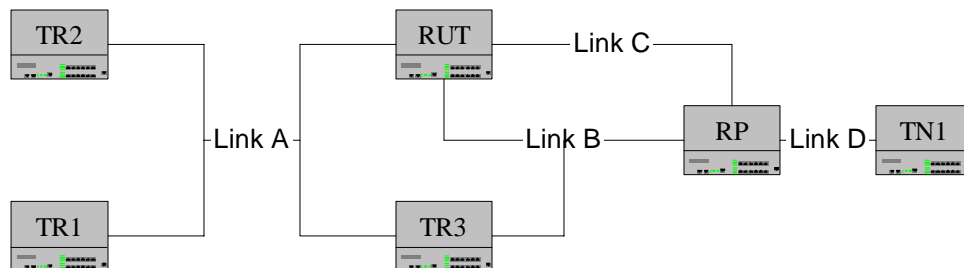 TR2
RUT
Link C
Link A
Link B
RP
Link D
TN1
TR1
TR3